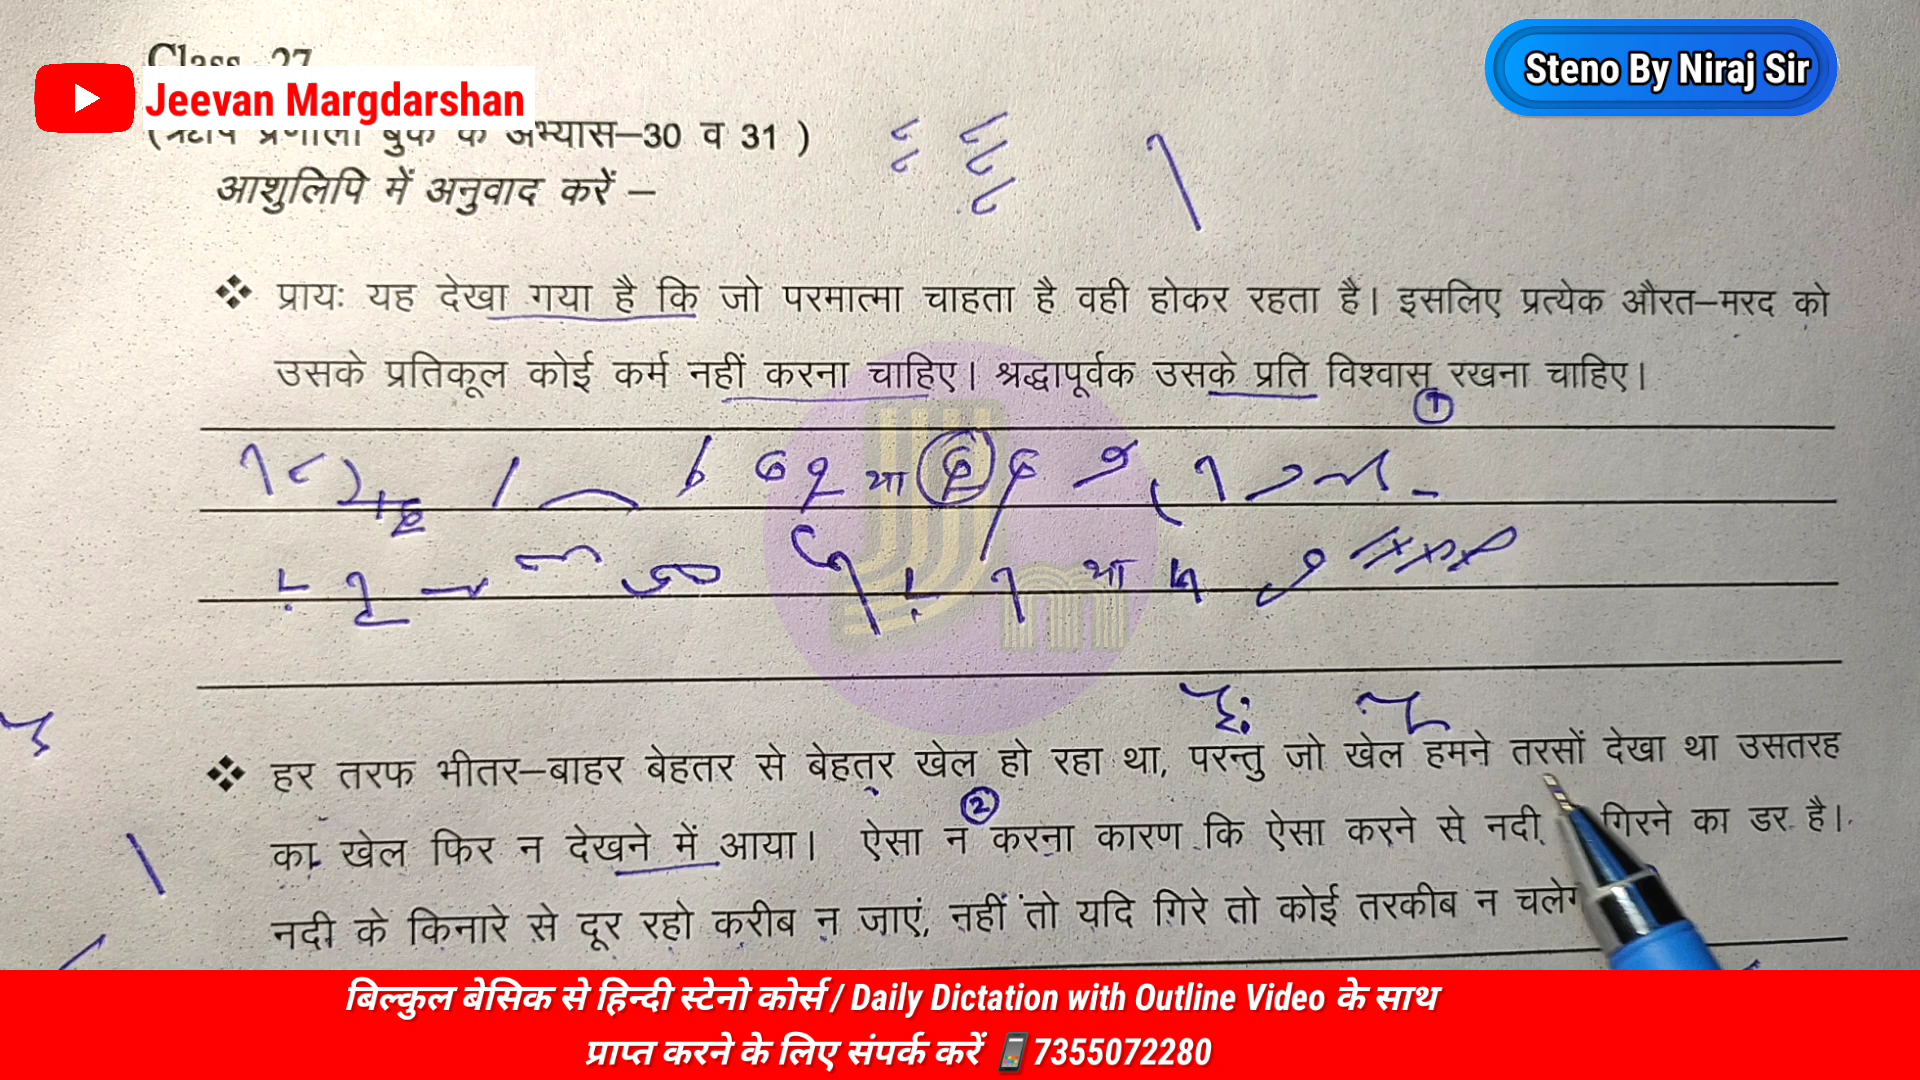 Class - 27
Jeevan Margdarshan
Steno By Niraj Sir
(ऋषि प्रणाली बुक के अभ्यास–30 व 31 )
आशुलिपि में अनुवाद करें –
❖ प्रायः यह देखा गया है कि जो परमात्मा चाहता है वही होकर रहता है। इसलिए प्रत्येक औरत–मरद को
उसके प्रतिकूल कोई कर्म नहीं करना चाहिए। श्रद्धापूर्वक उसके प्रति विश्वास रखना चाहिए।
1
या
या
❖ हर तरफ भीतर–बाहर बेहतर से बेहतर खेल हो रहा था, परन्तु जो खेल हमने तरसों देखा था उसतरह
2
का खेल फिर न देखने में आया। ऐसा न करना कारण कि ऐसा करने से नदी गिरने का डर है।
नदी के किनारे से दूर रहो करीब न जाएं, नहीं तो यदि गिरे तो कोई तरकीब न
बिल्कुल बेसिक से हिन्दी स्टेनो कोर्स / Daily Dictation with Outline Video के साथ
प्राप्त करने के लिए संपर्क करें 7355072280